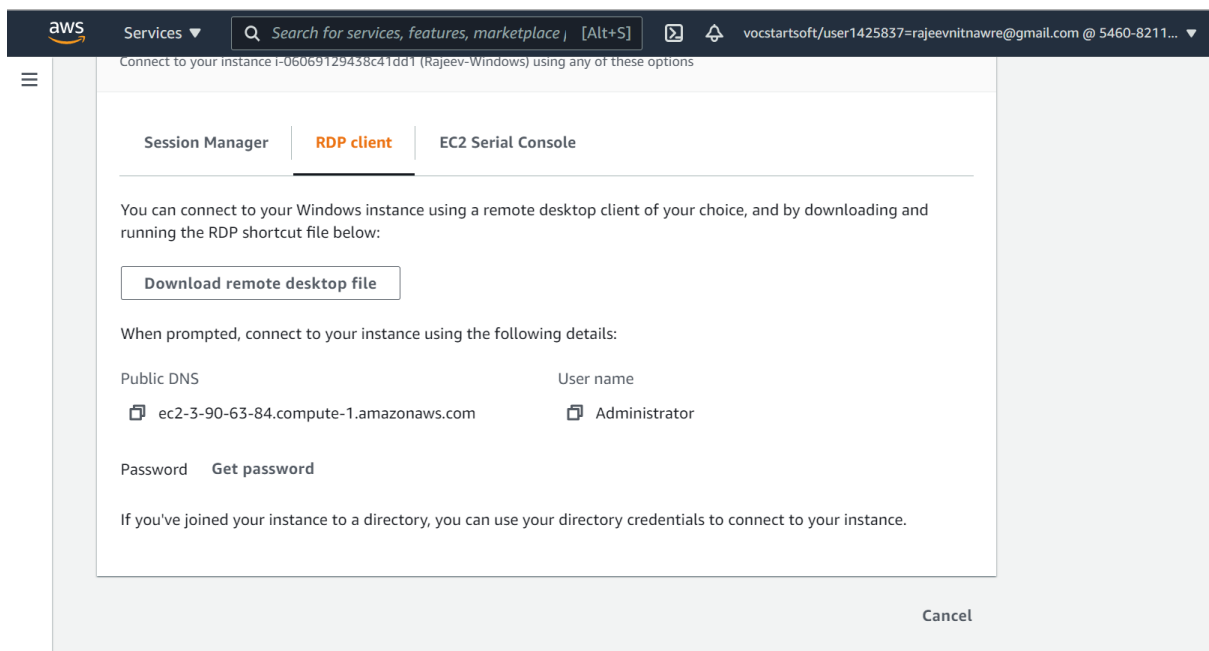 aws Services ▼ Search for services, features, marketplace p [Alt+S] vocstartsoft/user1425837=rajeevnitnawre@gmail.com @ 5460-8211... ▼
Connect to your instance i-06069129438c41dd1 (Rajeev-Windows) using any of these options
Session Manager RDP client EC2 Serial Console
You can connect to your Windows instance using a remote desktop client of your choice, and by downloading and
running the RDP shortcut file below:
Download remote desktop file
When prompted, connect to your instance using the following details:
Public DNS User name
ec2-3-90-63-84.compute-1.amazonaws.com Administrator
Password Get password
If you've joined your instance to a directory, you can use your directory credentials to connect to your instance.
Cancel